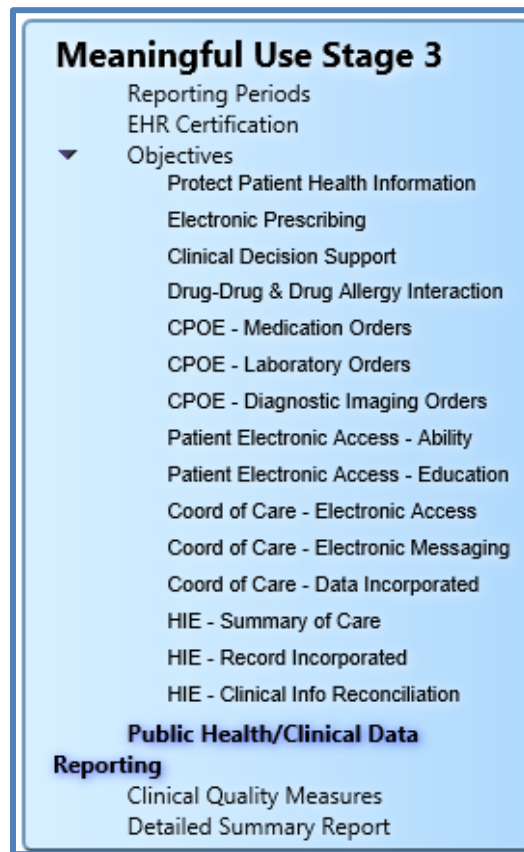 Meaningful Use Stage 3
Reporting Periods
EHR Certification
Objectives
Protect Patient Health Information
Electronic Prescribing
Clinical Decision Support
Drug-Drug & Drug Allergy Interaction
CPOE - Medication Orders
CPOE - Laboratory Orders
CPOE - Diagnostic Imaging Orders
Patient Electronic Access - Ability
Patient Electronic Access - Education
Coord of Care - Electronic Access
Coord of Care - Electronic Messaging
Coord of Care - Data Incorporated
HIE - Summary of Care
HIE - Record Incorporated
HIE - Clinical Info Reconciliation
Public Health/Clinical Data
Reporting
Clinical Quality Measures
Detailed Summary Report